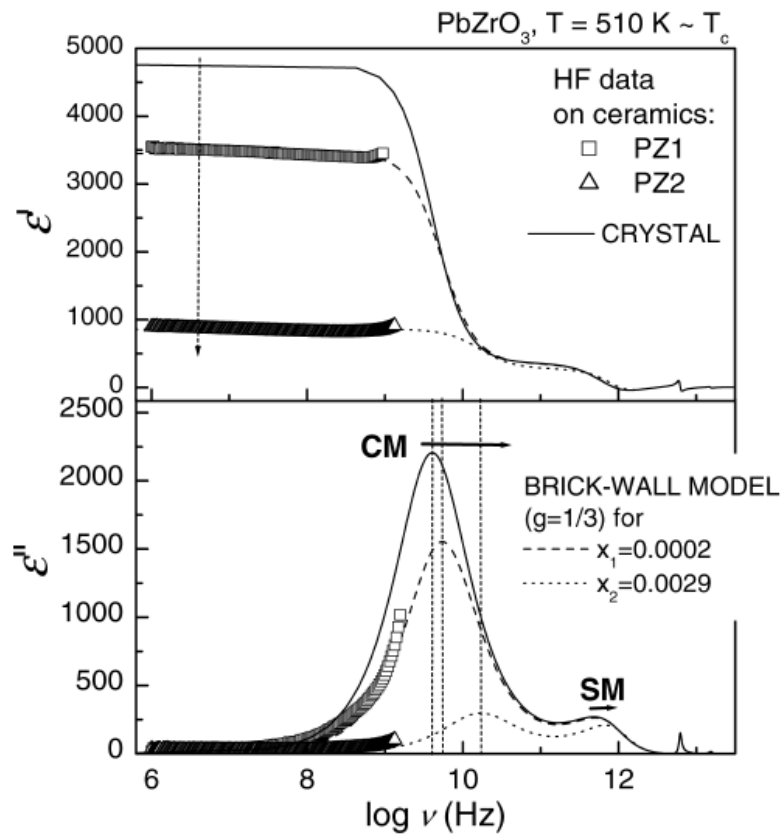 PbZrO₃, T = 510 K ~ T_c
5000
4000
3000
2000
1000
0
ε'
HF data
on ceramics:
PZ1
PZ2
CRYSTAL
2500
2000
1500
1000
500
0
ε''
CM
SM
BRICK-WALL MODEL
(g=1/3) for
x₁=0.0002
x₂=0.0029
6
8
10
12
log ν (Hz)